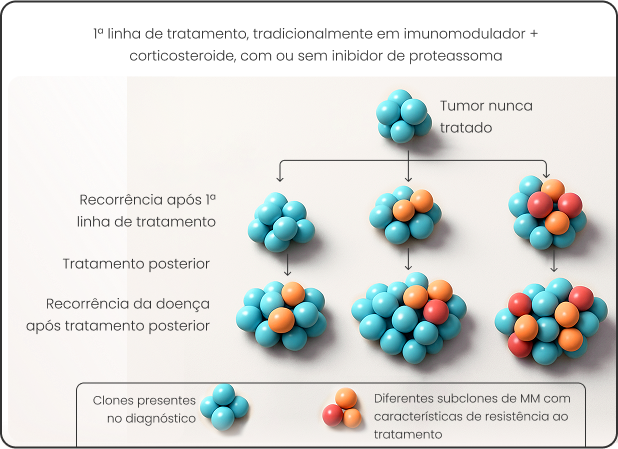 1ª linha de tratamento, tradicionalmente em imunomodulador +
corticosteroide, com ou sem inibidor de proteassoma
Tumor nunca
tratado
Recorrência após 1ª
linha de tratamento
Tratamento posterior
Recorrência da doença
após tratamento posterior
Clones presentes
no diagnóstico
Diferentes subclones de MM com
características de resistência ao
tratamento